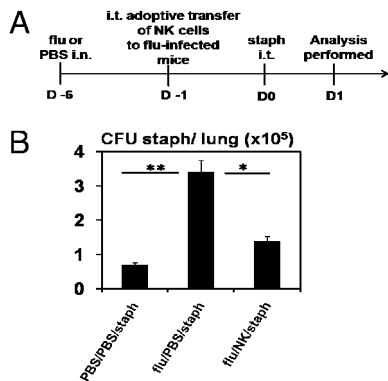 A
flu or
PBS i.n.
i.t. adoptive transfer
of NK cells
to flu-infected
mice
staph
i.t.
Analysis
performed
D -6
D -1
D0
D1
B
CFU staph/ lung (x10⁵)
4
3
2
1
0
** *
PBS/PBS/staph
flu/PBS/staph
flu/NK/staph